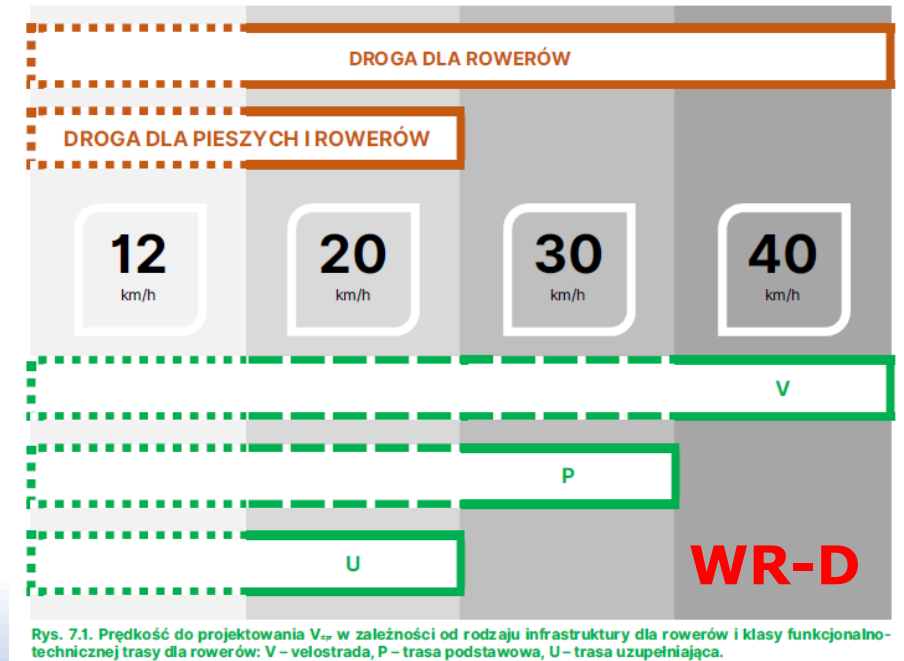 DROGA DLA ROWERÓW
DROGA DLA PIESZYCH I ROWERÓW
12 20 30 40
km/h km/h km/h km/h
V
P
U
WR-D
Rys. 7.1. Prędkość do projektowania Vdpr w zależności od rodzaju infrastruktury dla rowerów i klasy funkcjonalno-
technicznej trasy dla rowerów: V – velostrada, P – trasa podstawowa, U – trasa uzupełniająca.